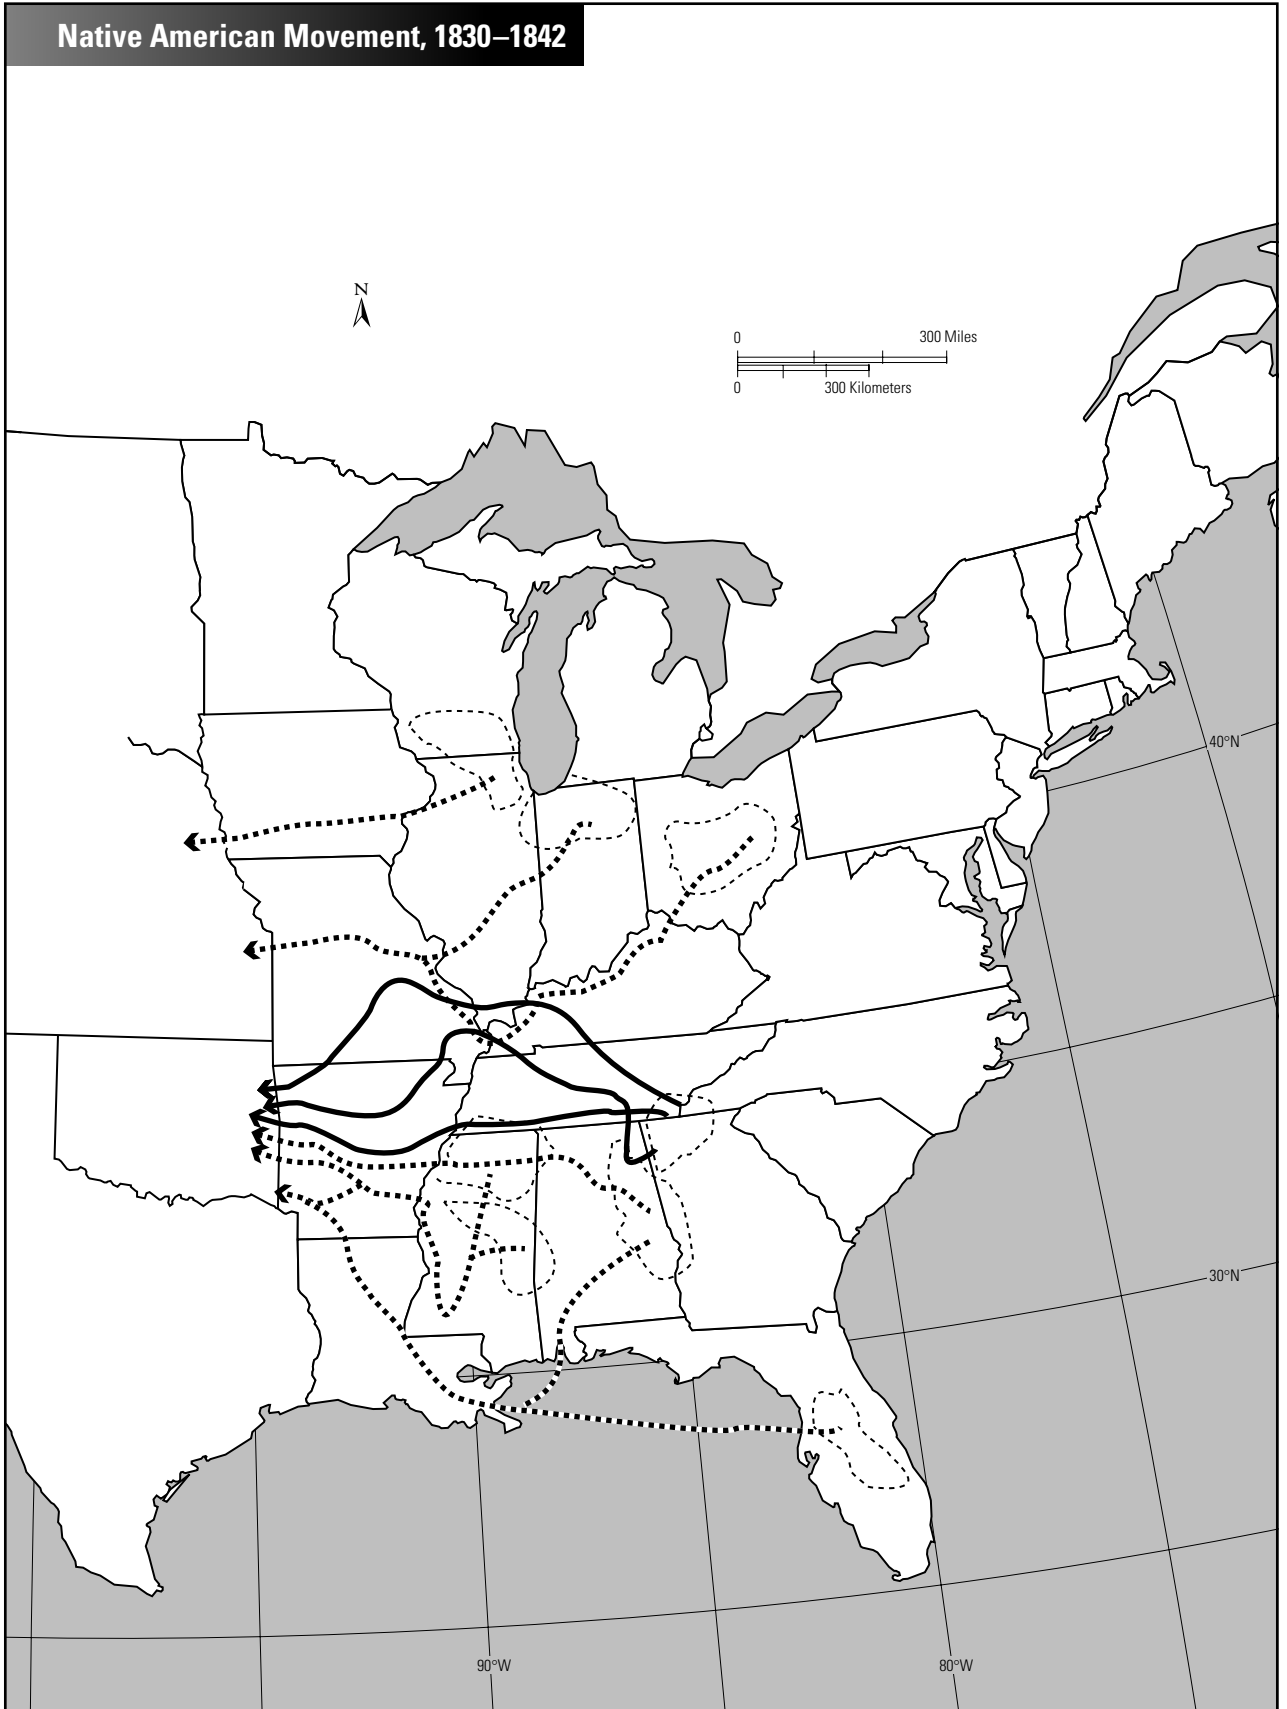 Native American Movement, 1830–1842
N
0 300 Miles
0 300 Kilometers
40°N
30°N
90°W
80°W